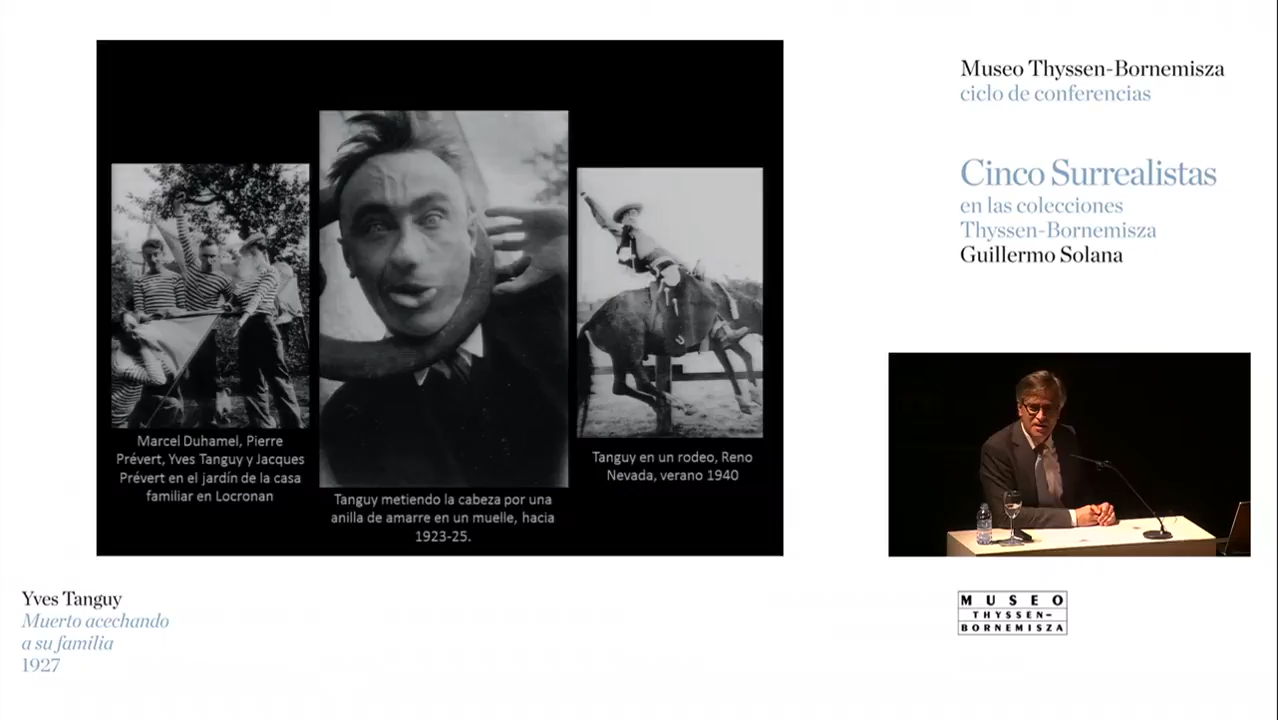 Museo Thyssen-Bornemisza
ciclo de conferencias
Cinco Surrealistas
en las colecciones
Thyssen-Bornemisza
Guillermo Solana
Marcel Duhamel, Pierre
Prévert, Yves Tanguy y Jacques
Prévert en el jardín de la casa
familiar en Locronan
Tanguy metiendo la cabeza por una
anilla de amarre en un muelle, hacia
1923-25.
Tanguy en un rodeo, Reno
Nevada, verano 1940
Yves Tanguy
Muerto acechando
a su familia
1927
MUSEO
THYSSEN-
BORNEMISZA